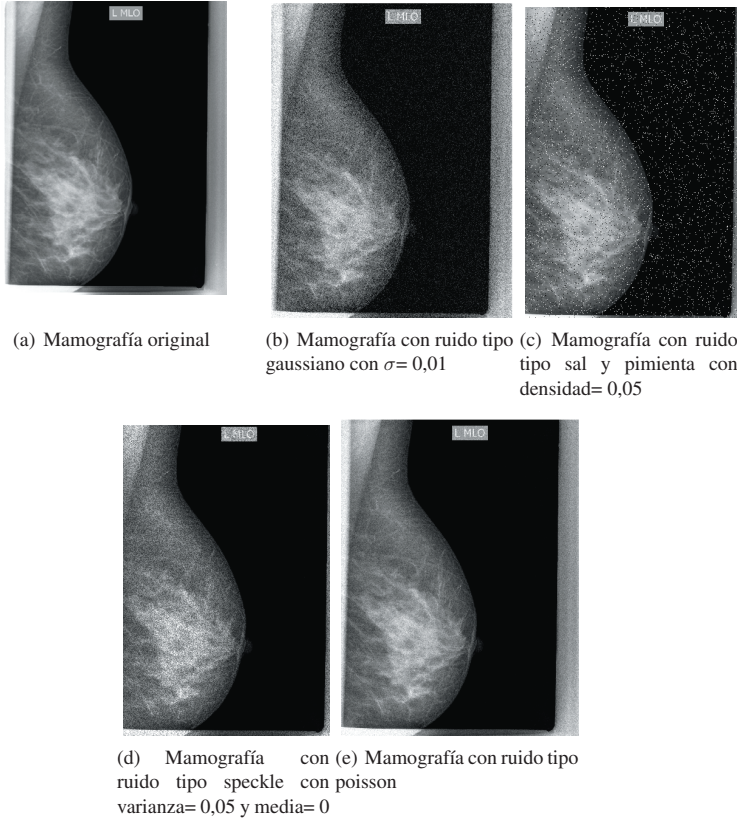 L MLO
L MLO
L MLO
(a) Mamografía original
(b) Mamografía con ruido tipo
gaussiano con σ= 0,01
(c) Mamografía con ruido
tipo sal y pimienta con
densidad= 0,05
L MLO
L MLO
(d) Mamografía con
ruido tipo speckle con
varianza= 0,05 y media= 0
(e) Mamografía con ruido tipo
poisson